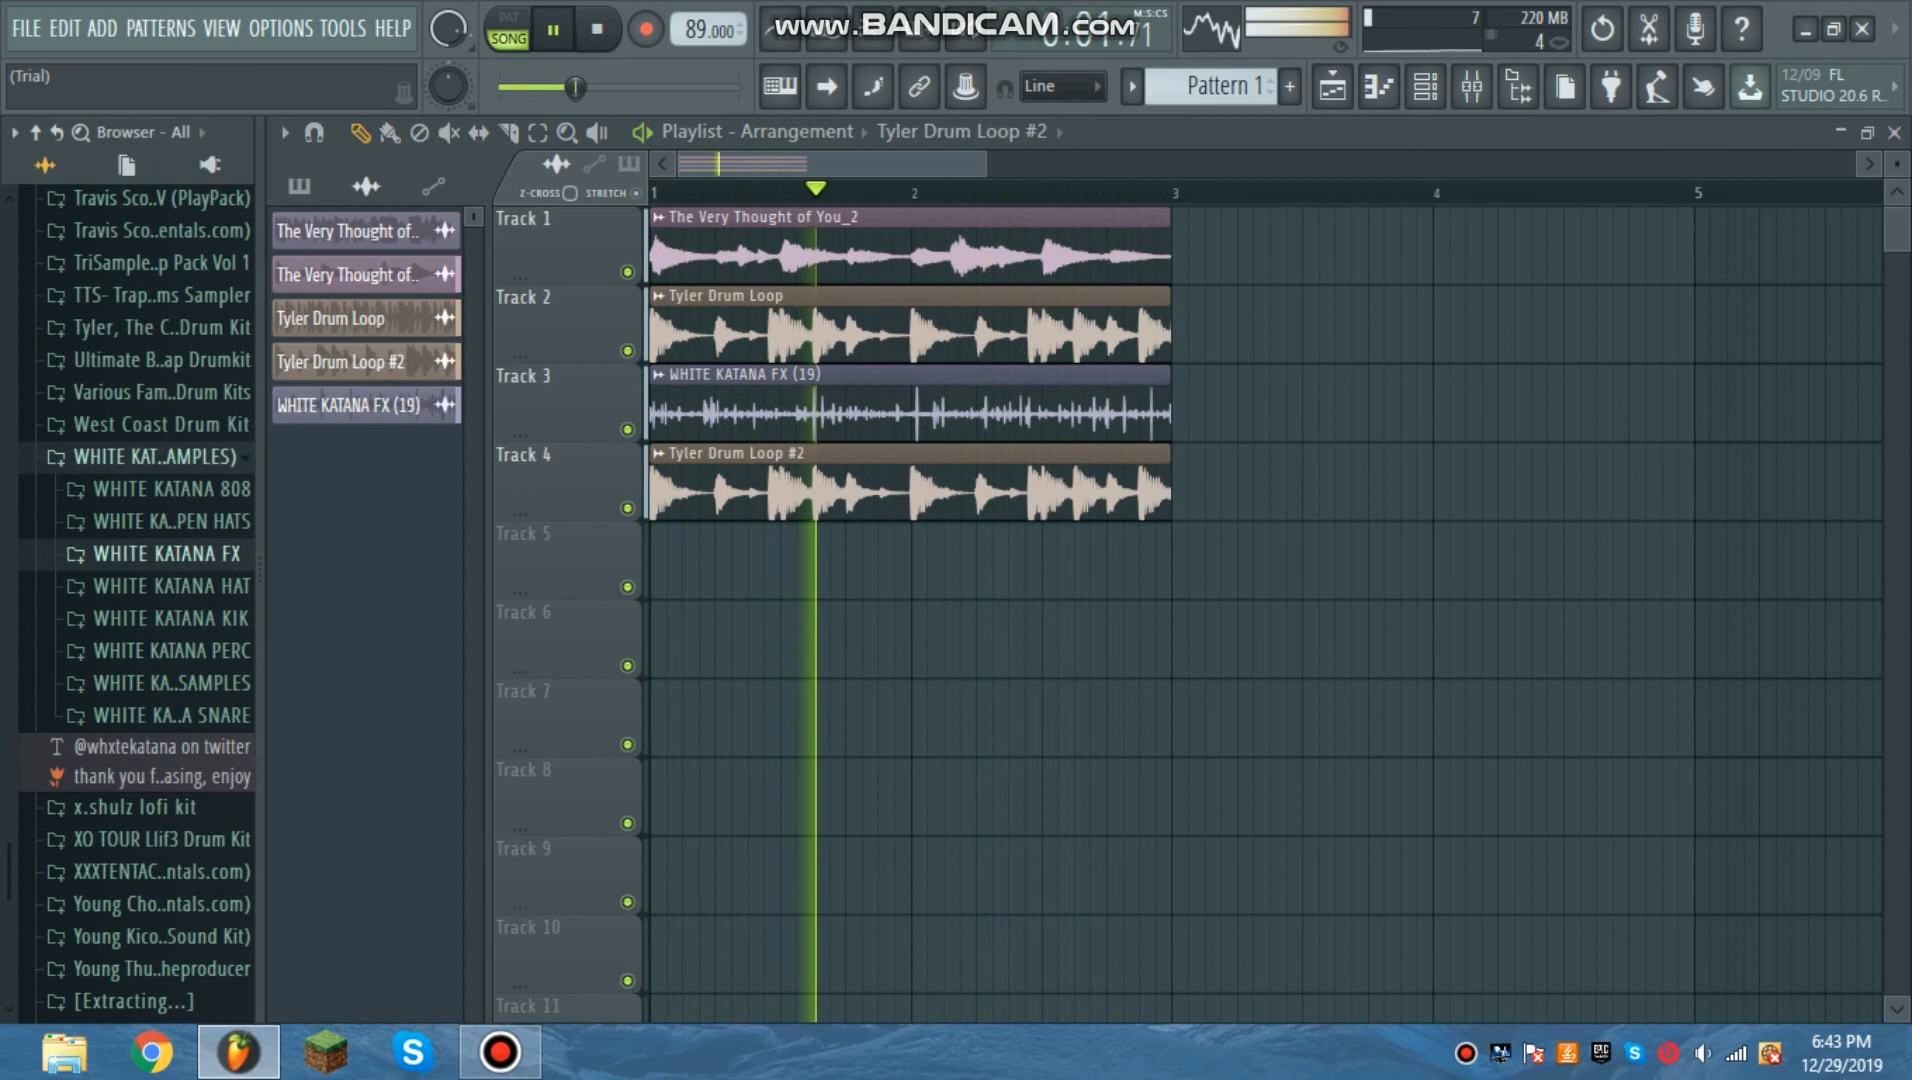 FILE EDIT ADD PATTERNS VIEW OPTIONS TOOLS HELP
PAT
SONG
89.000
www.BANDICAM.com
M:S:CS
0:01:71
7
220 MB
4
(Trial)
Line
Pattern 1
+
12/09 FL
STUDIO 20.6 R..
Browser - All
Playlist - Arrangement
Tyler Drum Loop #2
Z-CROSS
STRETCH
1
2
3
4
5
Travis Sco..V (PlayPack)
Travis Sco..entals.com)
TriSample..p Pack Vol 1
TTS- Trap..ms Sampler
Tyler, The C..Drum Kit
Ultimate B..ap Drumkit
Various Fam..Drum Kits
West Coast Drum Kit
WHITE KAT..AMPLES)
WHITE KATANA 808
WHITE KA..PEN HATS
WHITE KATANA FX
WHITE KATANA HAT
WHITE KATANA KIK
WHITE KATANA PERC
WHITE KA..SAMPLES
WHITE KA..A SNARE
@whxtekatana on twitter
thank you f..asing, enjoy
x.shulz lofi kit
XO TOUR Llif3 Drum Kit
XXXTENTAC..ntals.com)
Young Cho..ntals.com)
Young Kico..Sound Kit)
Young Thu..heproducer
[Extracting...]
The Very Thought of..
The Very Thought of..
Tyler Drum Loop
Tyler Drum Loop #2
WHITE KATANA FX (19)
Track 1
The Very Thought of You_2
Track 2
Tyler Drum Loop
Track 3
WHITE KATANA FX (19)
Track 4
Tyler Drum Loop #2
Track 5
Track 6
Track 7
Track 8
Track 9
Track 10
Track 11
6:43 PM
12/29/2019